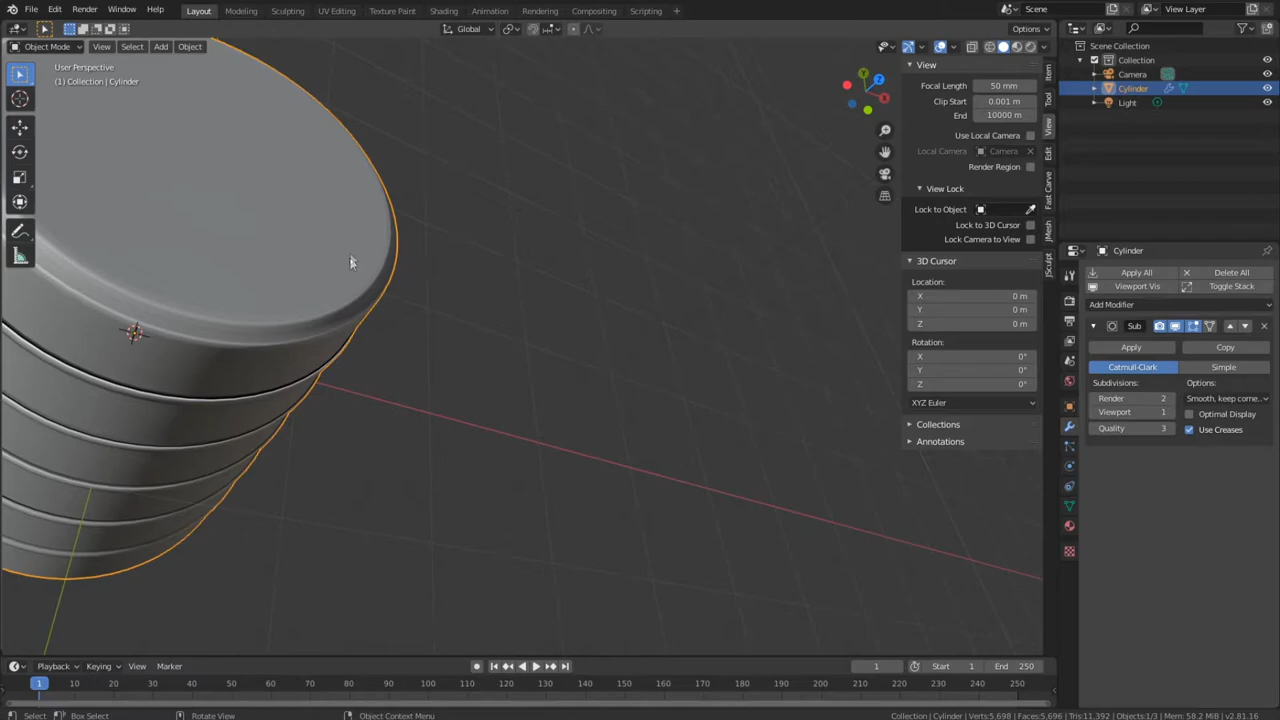 File Edit Render Window Help Layout Modeling Sculpting UV Editing Texture Paint Shading Animation Rendering Compositing Scripting + Scene View Layer
Global Options
Object Mode View Select Add Object
User Perspective
(1) Collection | Cylinder
View
Focal Length 50 mm
Clip Start 0.001 m
End 10000 m
Use Local Camera
Local Camera Camera
Render Region
View Lock
Lock to Object
Lock to 3D Cursor
Lock Camera to View
3D Cursor
Location:
X 0 m
Y 0 m
Z 0 m
Rotation:
X 0°
Y 0°
Z 0°
XYZ Euler
Collections
Annotations
Item
Tool
View
Edit
Fast Carve
JMesh
JSculpt
X
Y
Z
Scene Collection
Collection
Camera
Cylinder
Light
Cylinder
Apply All Delete All
Viewport Vis Toggle Stack
Add Modifier
Sub
Apply Copy
Catmull-Clark Simple
Subdivisions: Options:
Render 2 Smooth, keep corne..
Viewport 1 Optimal Display
Quality 3 Use Creases
Playback Keying View Marker 1 Start 1 End 250
1 10 20 30 40 50 60 70 80 90 100 110 120 130 140 150 160 170 180 190 200 210 220 230 240 250
Select Box Select Rotate View Object Context Menu Collection | Cylinder | Verts:5,698 | Faces:5,696 | Tris:11,392 | Objects:1/3 | Mem: 58.2 MiB | v2.81.16